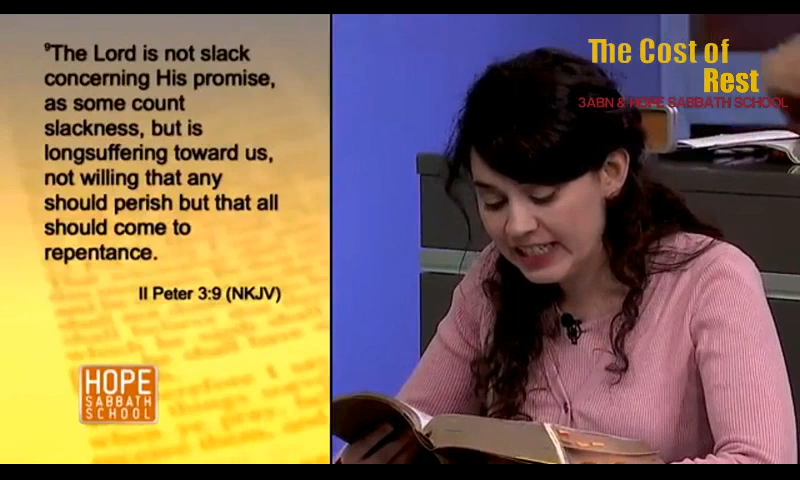 ⁹The Lord is not slack
concerning His promise,
as some count
slackness, but is
longsuffering toward us,
not willing that any
should perish but that all
should come to
repentance.
II Peter 3:9 (NKJV)
HOPE
SABBATH
SCHOOL
The Cost of
Rest
3ABN & HOPE SABBATH SCHOOL